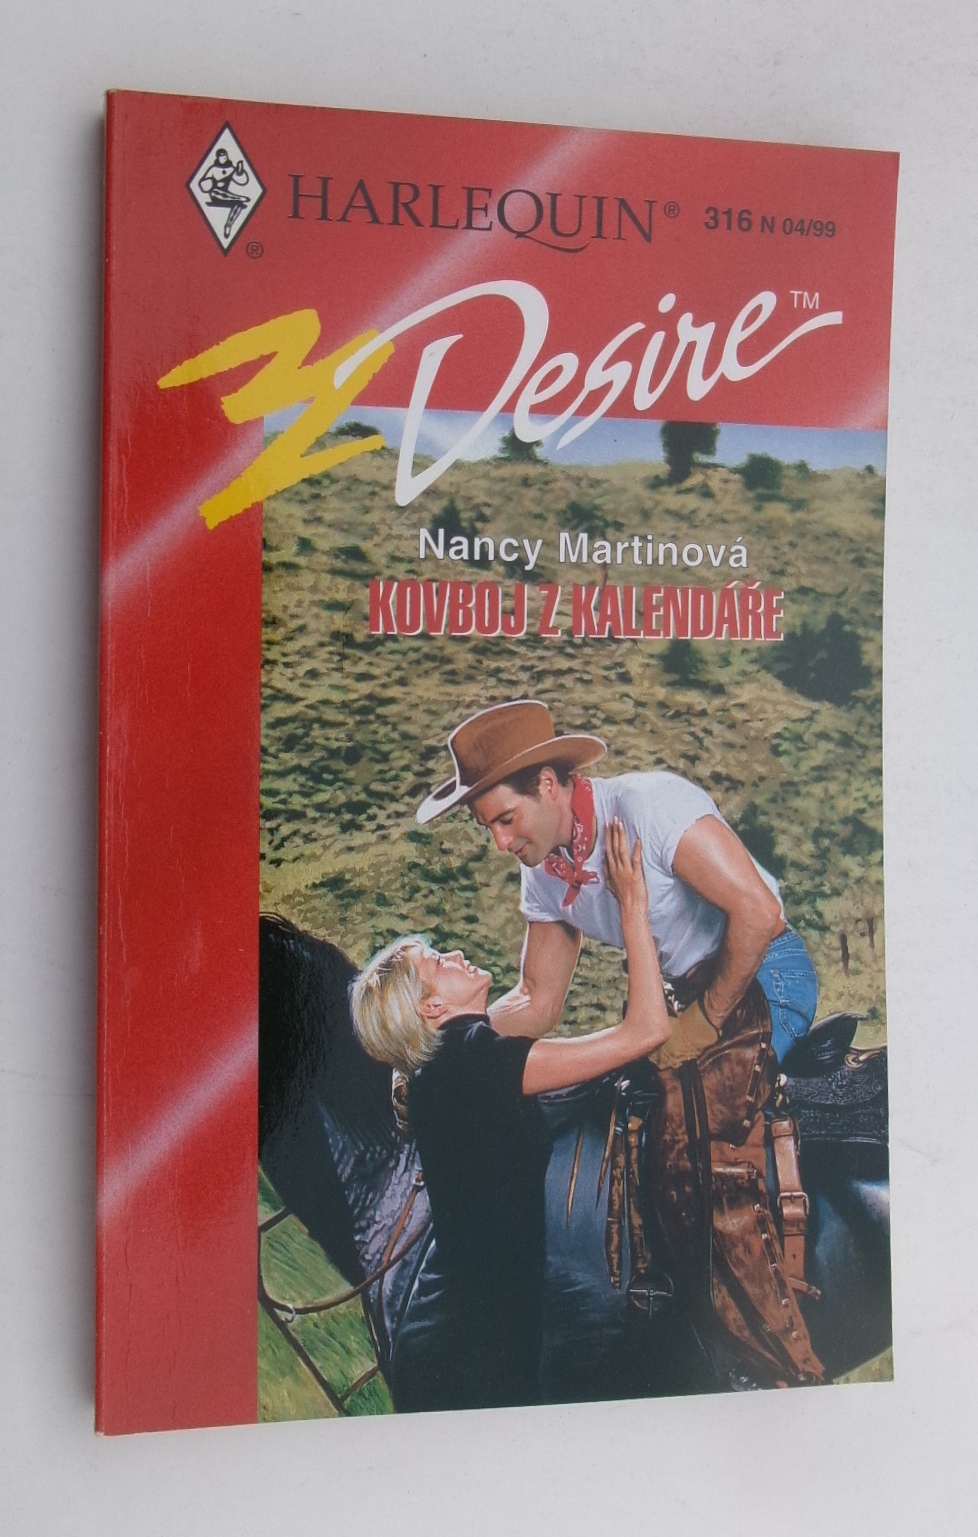 HARLEQUIN® 316 N 04/99
®
Desire™
Nancy Martinová
KOVBOJ Z KALENDÁŘE